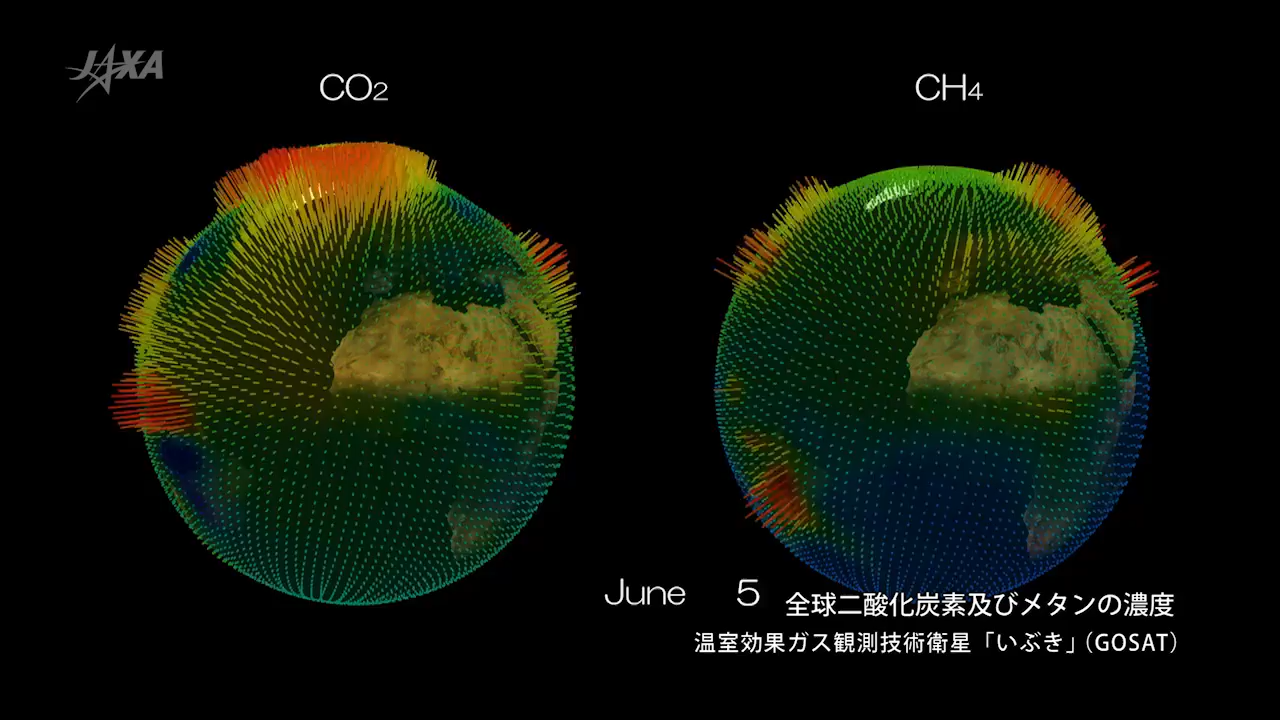 JAXA
CO2
CH4
June 5
全球二酸化炭素及びメタンの濃度
温室効果ガス観測技術衛星「いぶき」(GOSAT)